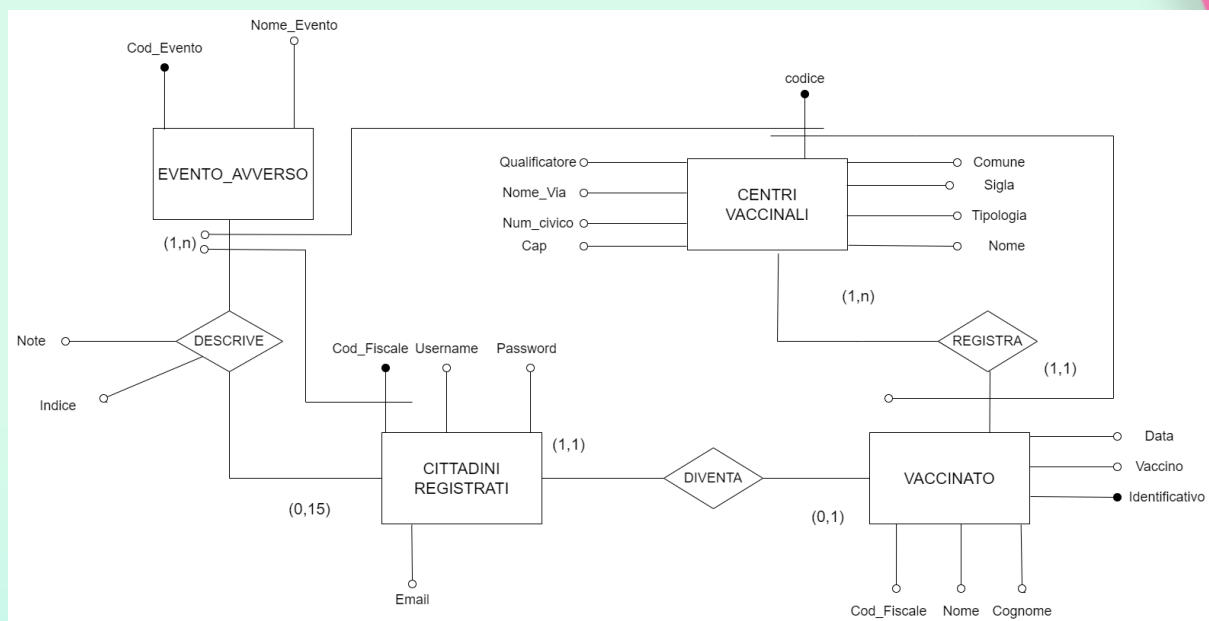 Nome_Evento
Cod_Evento
codice
EVENTO_AVVERSO
Qualificatore
Nome_Via
Num_civico
Cap
CENTRI
VACCINALI
Comune
Sigla
Tipologia
Nome
(1,n)
(1,n)
Note
DESCRIVE
Indice
REGISTRA
(1,1)
Cod_Fiscale
Username
Password
CITTADINI
REGISTRATI
(1,1)
(0,15)
Email
DIVENTA
(0,1)
VACCINATO
Data
Vaccino
Identificativo
Cod_Fiscale
Nome
Cognome